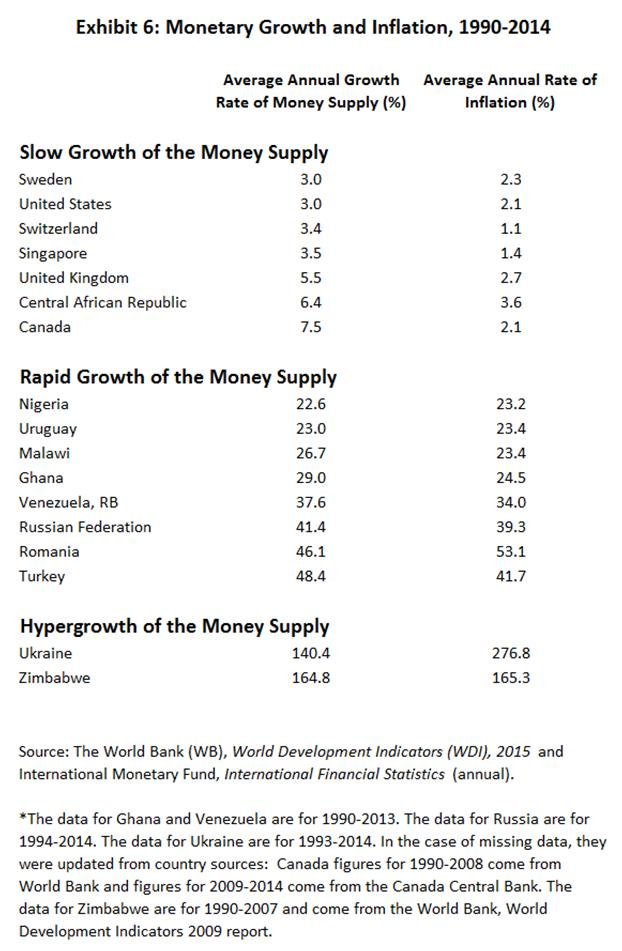 Exhibit 6: Monetary Growth and Inflation, 1990-2014
Average Annual Growth Average Annual Rate of
Rate of Money Supply (%) Inflation (%)
Slow Growth of the Money Supply
Sweden 3.0 2.3
United States 3.0 2.1
Switzerland 3.4 1.1
Singapore 3.5 1.4
United Kingdom 5.5 2.7
Central African Republic 6.4 3.6
Canada 7.5 2.1
Rapid Growth of the Money Supply
Nigeria 22.6 23.2
Uruguay 23.0 23.4
Malawi 26.7 23.4
Ghana 29.0 24.5
Venezuela, RB 37.6 34.0
Russian Federation 41.4 39.3
Romania 46.1 53.1
Turkey 48.4 41.7
Hypergrowth of the Money Supply
Ukraine 140.4 276.8
Zimbabwe 164.8 165.3
Source: The World Bank (WB), World Development Indicators (WDI), 2015 and
International Monetary Fund, International Financial Statistics (annual).
*The data for Ghana and Venezuela are for 1990-2013. The data for Russia are for
1994-2014. The data for Ukraine are for 1993-2014. In the case of missing data, they
were updated from country sources: Canada figures for 1990-2008 come from
World Bank and figures for 2009-2014 come from the Canada Central Bank. The
data for Zimbabwe are for 1990-2007 and come from the World Bank, World
Development Indicators 2009 report.